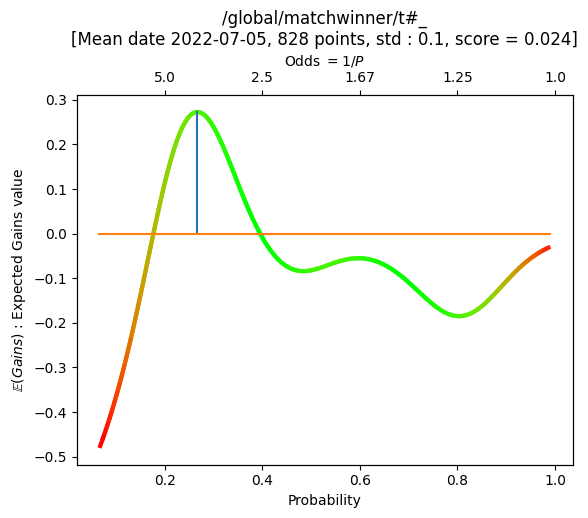 /global/matchwinner/t#_
[Mean date 2022-07-05, 828 points, std : 0.1, score = 0.024]
Odds = 1/P
5.0 2.5 1.67 1.25 1.0
0.3
0.2
0.1
0.0
−0.1
−0.2
−0.3
−0.4
−0.5
𝔼(Gains) : Expected Gains value
0.2 0.4 0.6 0.8 1.0
Probability